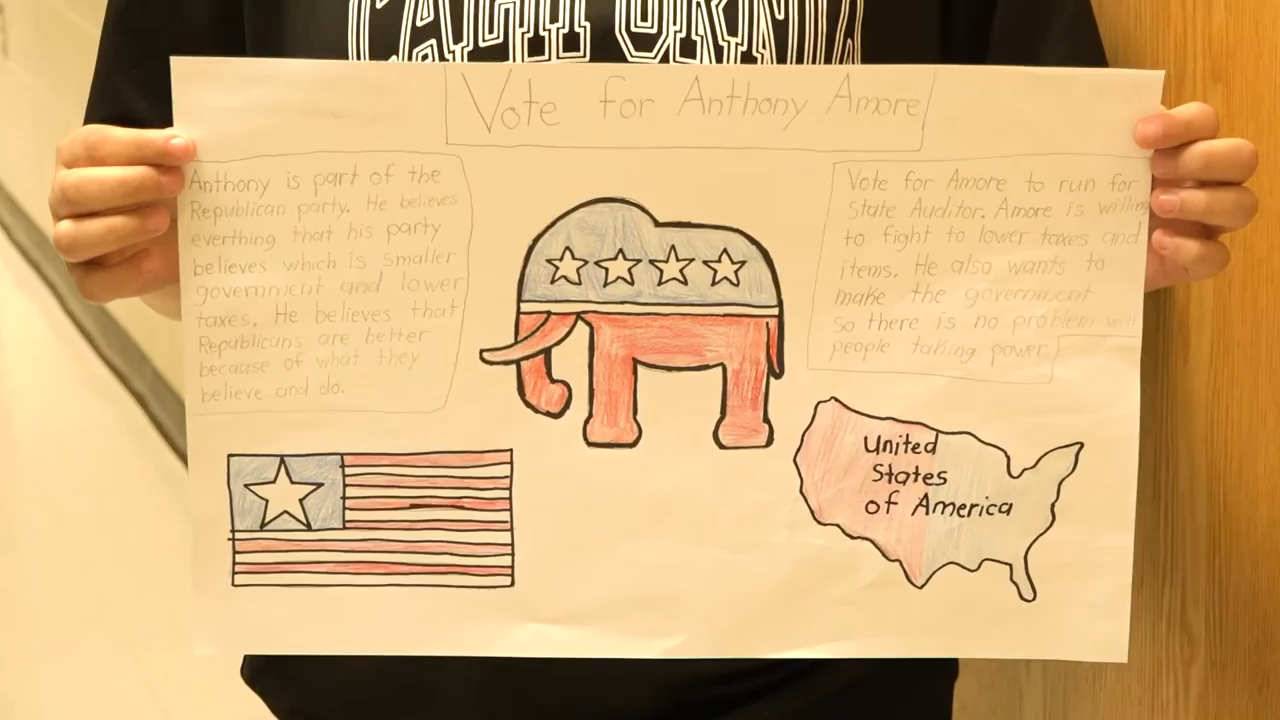 CALIFORNIA
Vote for Anthony Amore
Anthony is part of the
Republican party. He believes
everthing that his party
believes which is smaller
government and lower
taxes. He believes that
Republicans are better
because of what they
believe and do.
Vote for Amore to run for
State Auditor. Amore is willing
to fight to lower taxes and
items. He also wants to
make the government
So there is no problem will
people taking power
United
States
of America